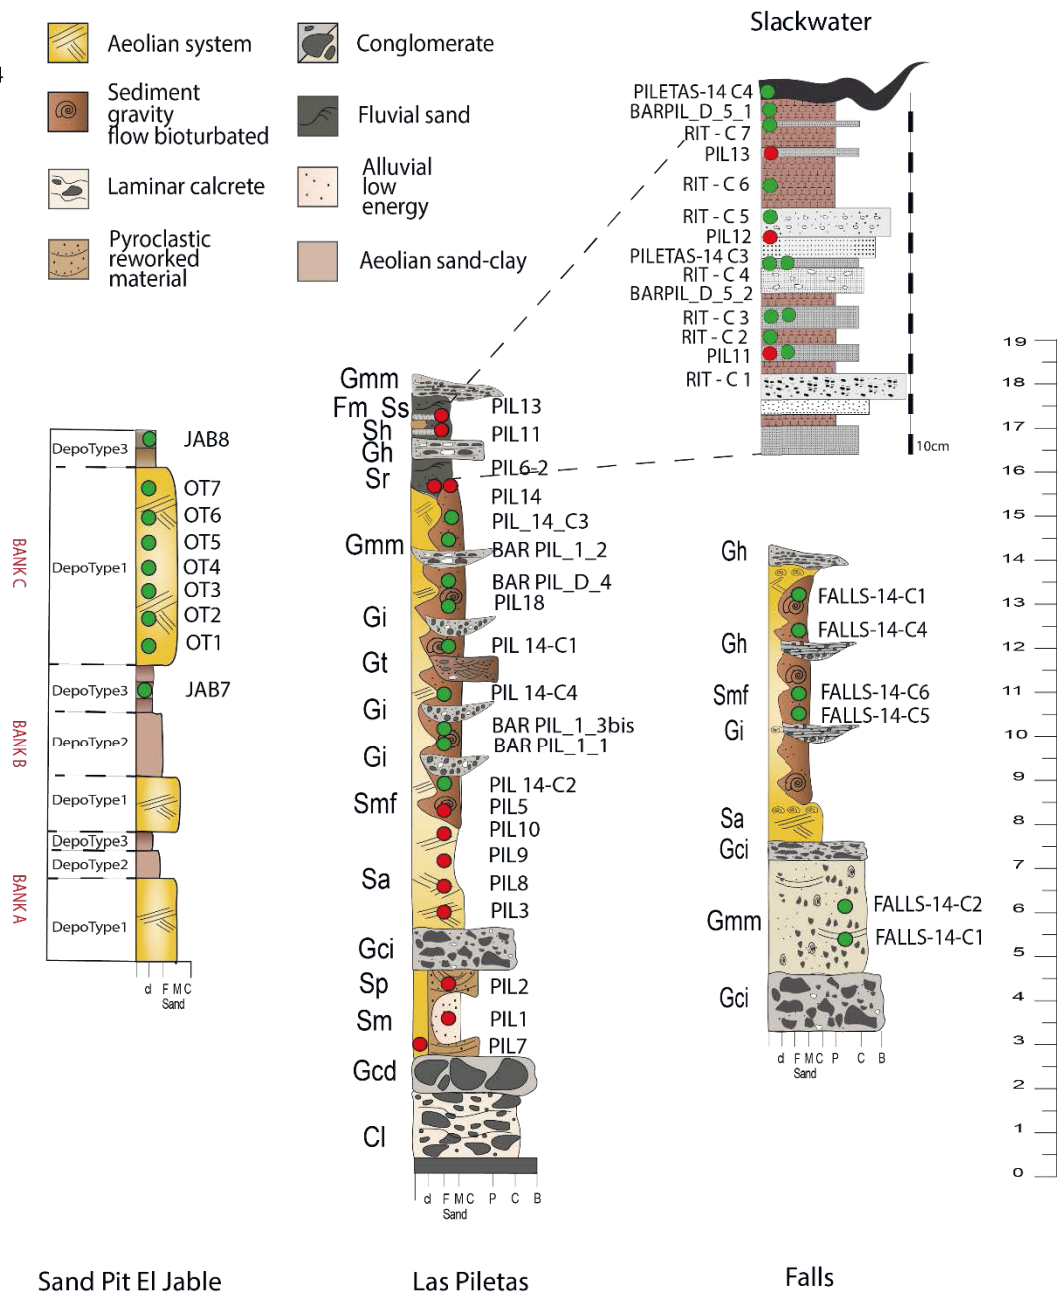 4
Aeolian system
Sediment
gravity
flow bioturbated
Laminar calcrete
Pyroclastic
reworked
material
Conglomerate
Fluvial sand
Alluvial
low
energy
Aeolian sand-clay
Slackwater
PILETAS-14 C4
BARPIL_D_5_1
RIT - C 7
PIL13
RIT - C 6
RIT - C 5
PIL12
PILETAS-14 C3
RIT - C 4
BARPIL_D_5_2
RIT - C 3
RIT - C 2
PIL11
RIT - C 1
10cm
BANK C
BANK B
BANK A
DepoType3
DepoType1
DepoType3
DepoType2
DepoType1
DepoType3
DepoType2
DepoType1
JAB8
OT7
OT6
OT5
OT4
OT3
OT2
OT1
JAB7
d F M C
Sand
Gmm
Fm Ss
Sh
Gh
Sr
Gmm
Gi
Gt
Gi
Gi
Smf
Sa
Gci
Sp
Sm
Gcd
Cl
PIL13
PIL11
PIL6-2
PIL14
PIL_14_C3
BAR PIL_1_2
BAR PIL_D_4
PIL18
PIL 14-C1
PIL 14-C4
BAR PIL_1_3bis
BAR PIL_1_1
PIL 14-C2
PIL5
PIL10
PIL9
PIL8
PIL3
PIL2
PIL1
PIL7
d F M C P C B
Sand
Gh
Gh
Smf
Gi
Sa
Gci
Gmm
Gci
FALLS-14-C1
FALLS-14-C4
FALLS-14-C6
FALLS-14-C5
FALLS-14-C2
FALLS-14-C1
d F M C P C B
Sand
19
18
17
16
15
14
13
12
11
10
9
8
7
6
5
4
3
2
1
0
Sand Pit El Jable
Las Piletas
Falls